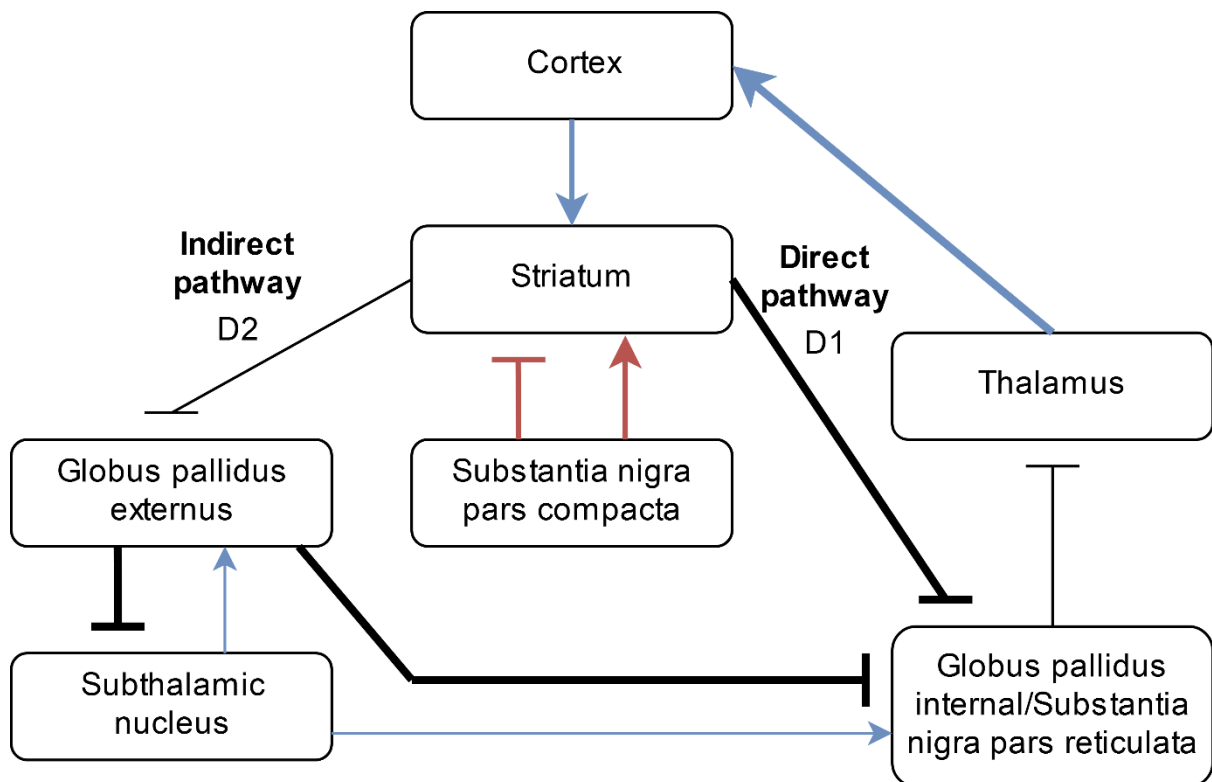 Cortex
Indirect
pathway
D2
Striatum
Direct
pathway
D1
Thalamus
Globus pallidus
externus
Substantia nigra
pars compacta
Subthalamic
nucleus
Globus pallidus
internal/Substantia
nigra pars reticulata